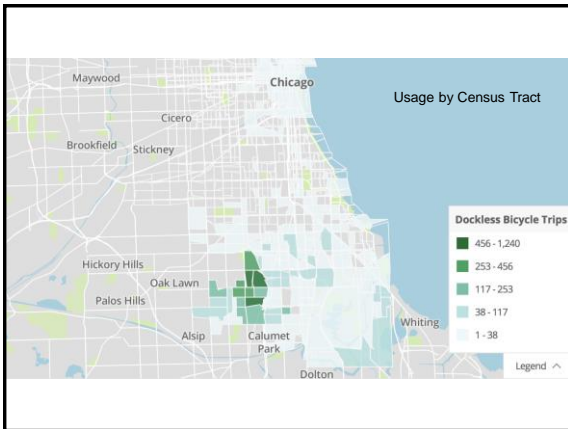 Maywood
Chicago
Usage by Census Tract
Cicero
Brookfield
Stickney
Dockless Bicycle Trips
456 - 1,240
253 - 456
117 - 253
38 - 117
1 - 38
Legend
Hickory Hills
Oak Lawn
Palos Hills
Alsip
Calumet
Park
Whiting
Dolton